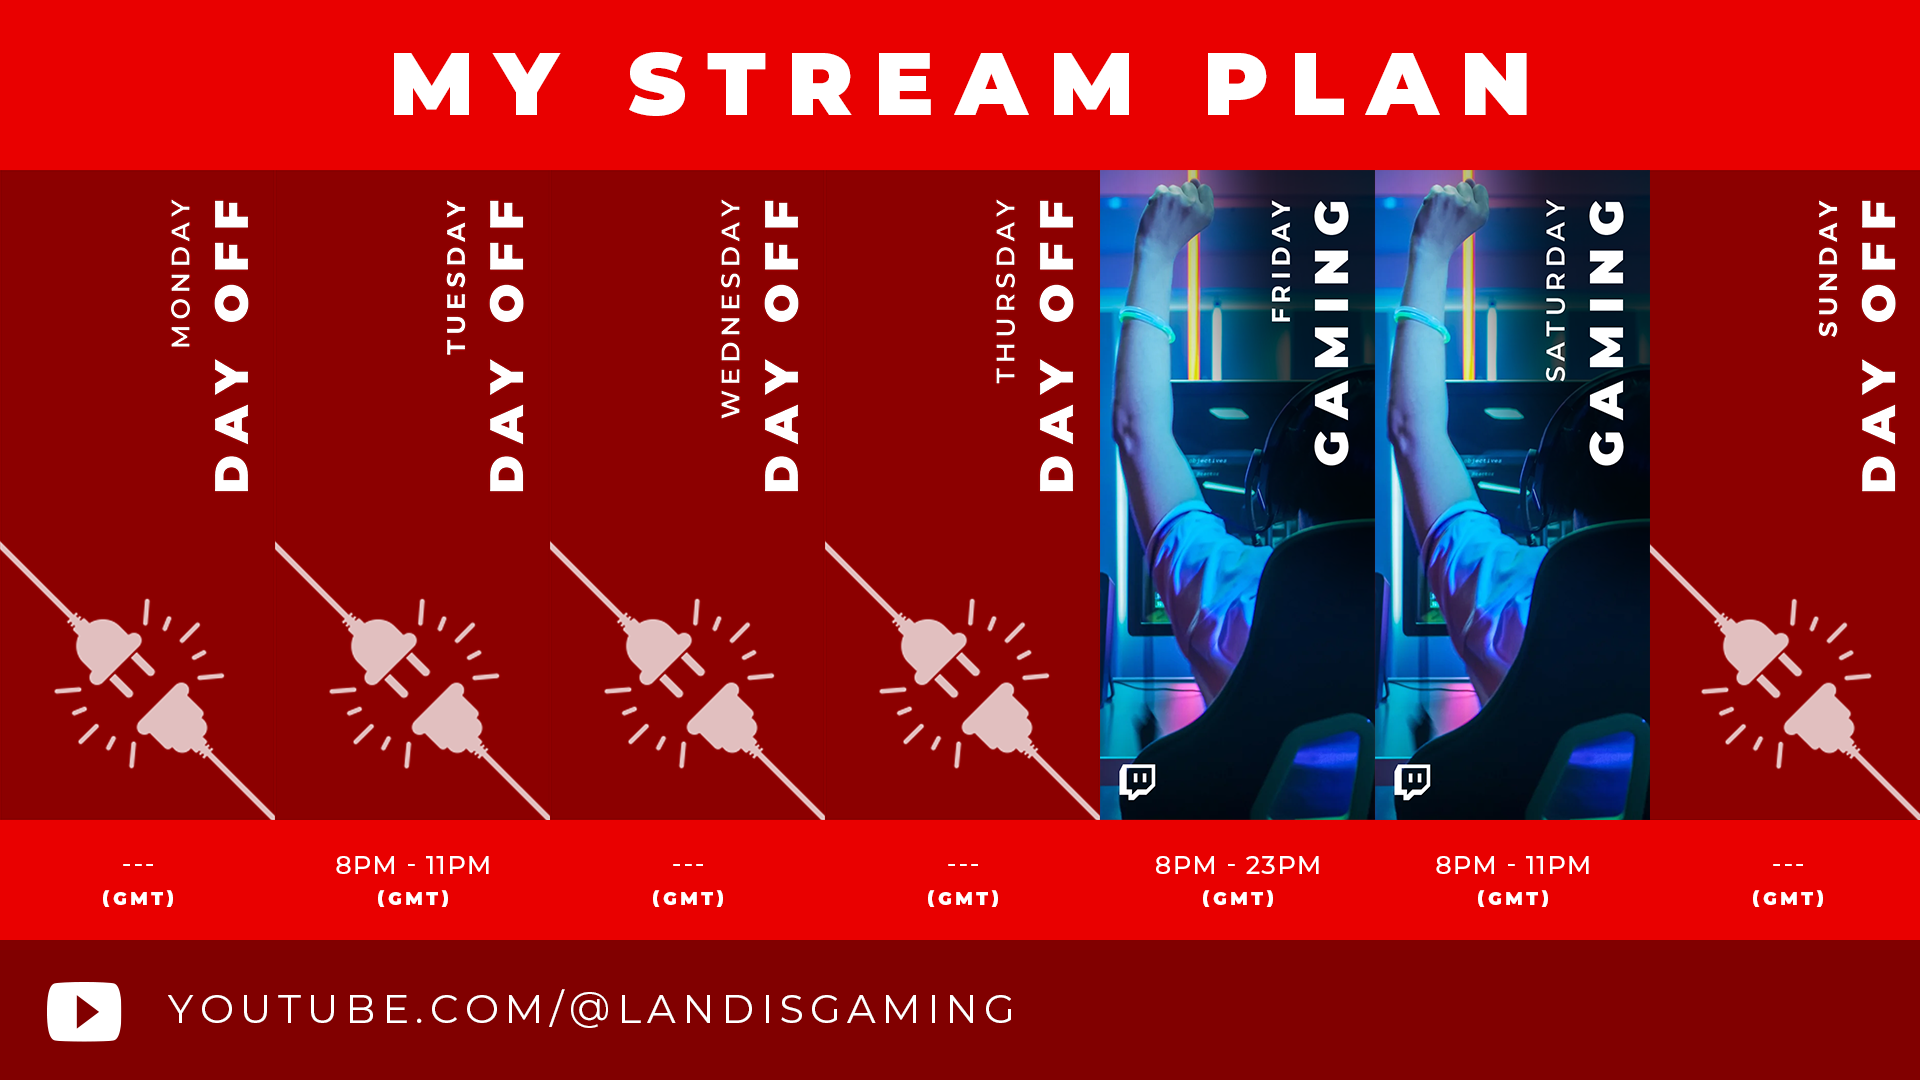 MY STREAM PLAN
MONDAY
DAY OFF
TUESDAY
DAY OFF
WEDNESDAY
DAY OFF
THURSDAY
DAY OFF
FRIDAY
GAMING
SATURDAY
GAMING
SUNDAY
DAY OFF
---
(GMT)
8PM - 11PM
(GMT)
---
(GMT)
---
(GMT)
8PM - 23PM
(GMT)
8PM - 11PM
(GMT)
---
(GMT)
YOUTUBE.COM/@LANDISGAMING